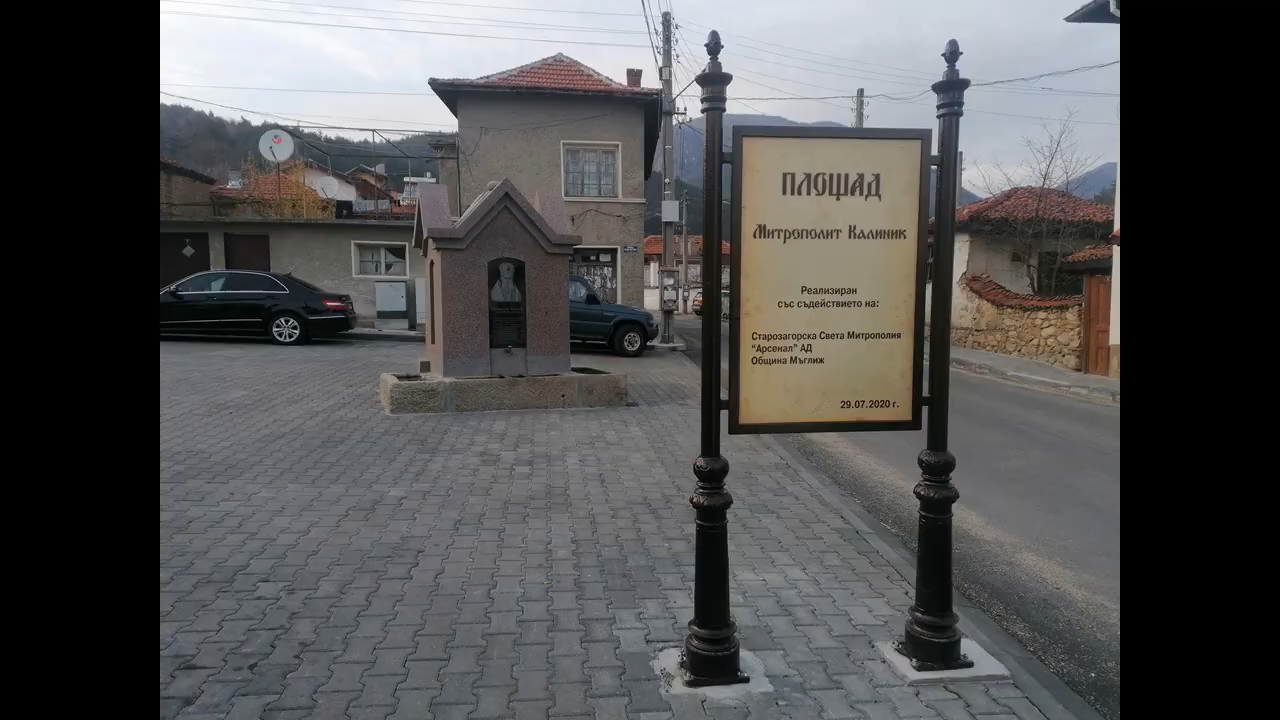 ПЛОЩАД
Митрополит Калиник
Реализиран
със съдействието на:
Старозагорска Света Митрополия
“Арсенал” АД
Община Мъглиж
29.07.2020 г.